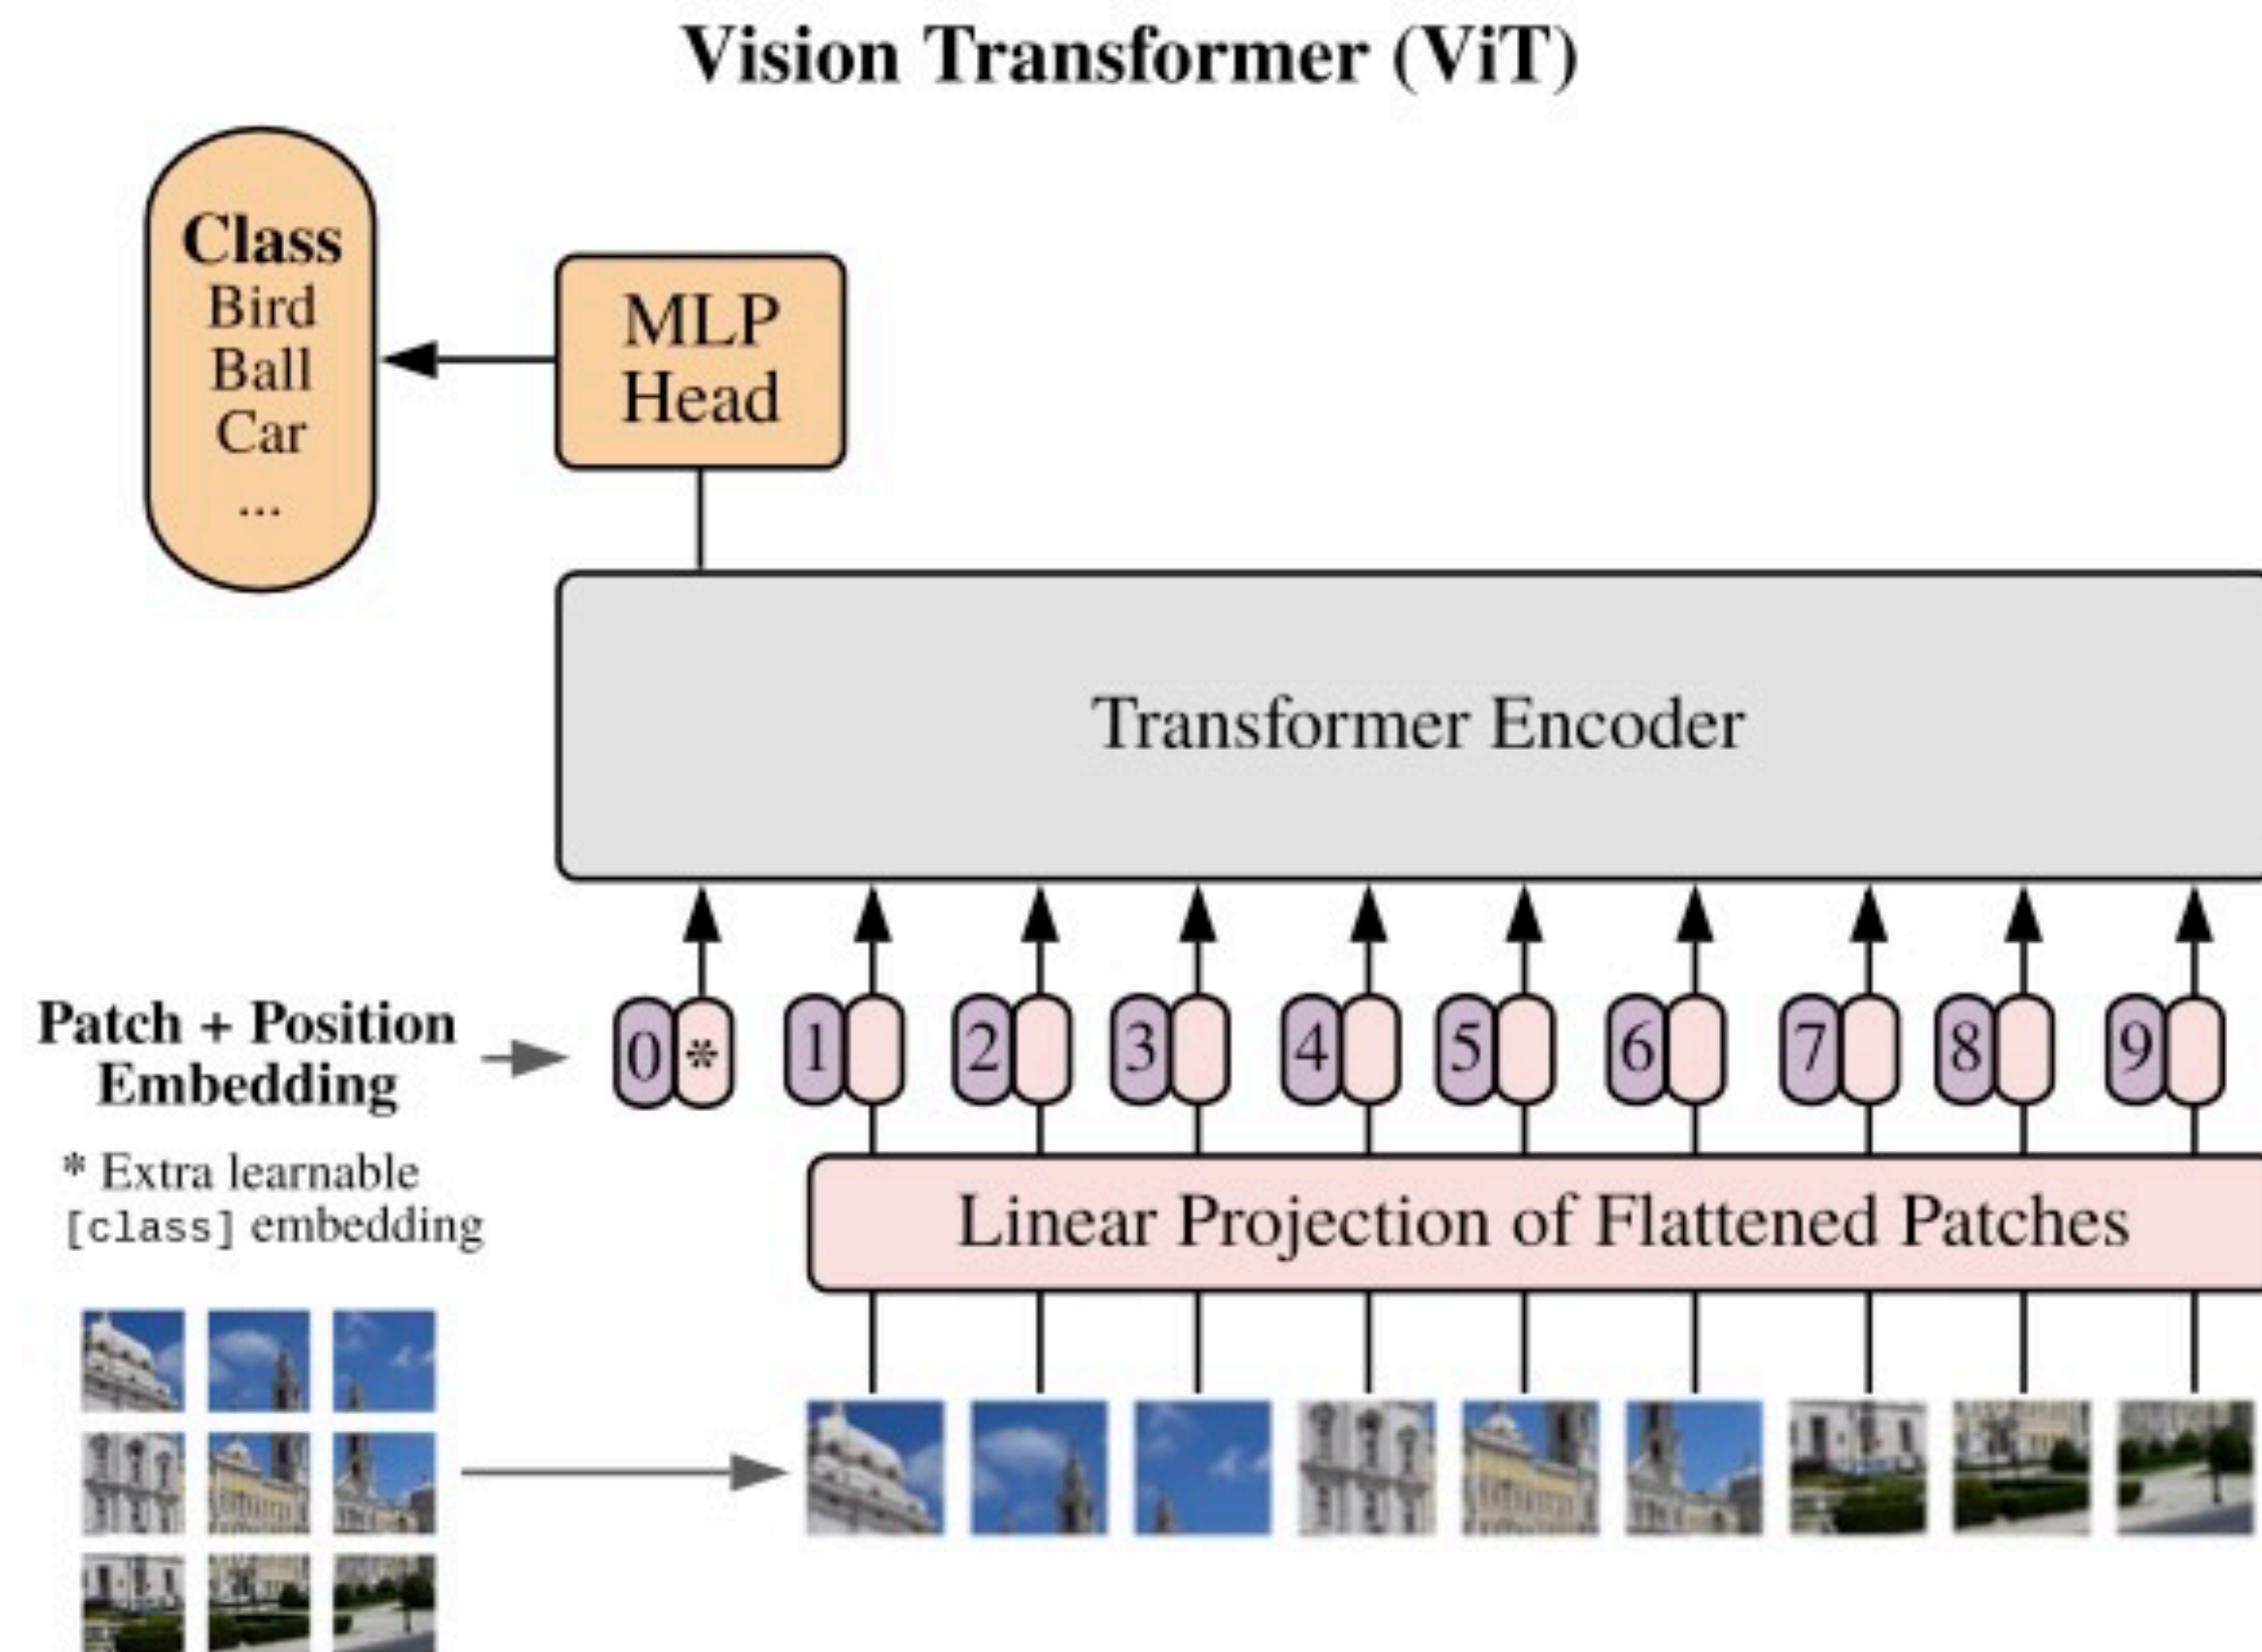 Vision Transformer (ViT)
Class
Bird
Ball
Car
...
MLP
Head
Transformer Encoder
Patch + Position
Embedding
0 * 1 2 3 4 5 6 7 8 9
* Extra learnable
[class] embedding
Linear Projection of Flattened Patches